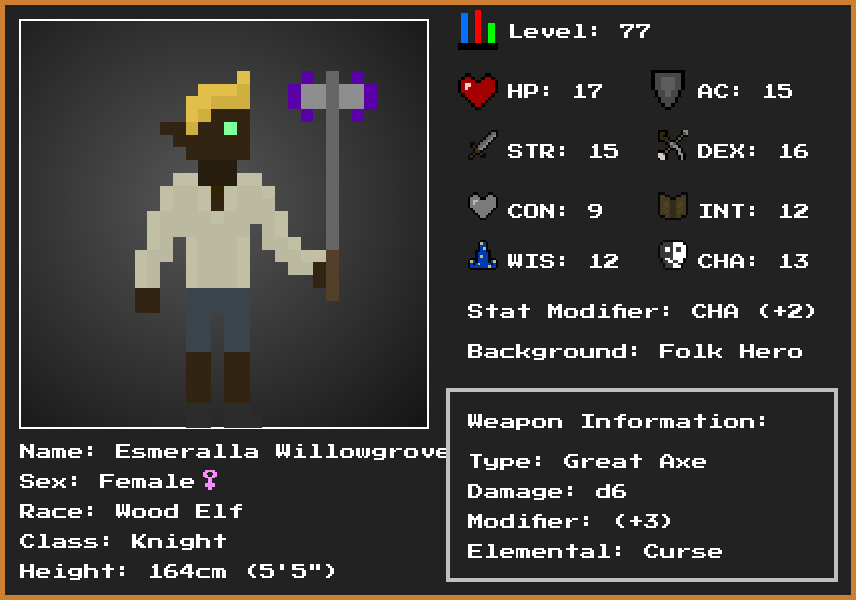 Level: 77
HP: 17
AC: 15
STR: 15
DEX: 16
CON: 9
INT: 12
WIS: 12
CHA: 13
Stat Modifier: CHA (+2)
Background: Folk Hero
Weapon Information:
Type: Great Axe
Damage: d6
Modifier: (+3)
Elemental: Curse
Name: Esmeralla Willowgrove
Sex: Female♀
Race: Wood Elf
Class: Knight
Height: 164cm (5'5")